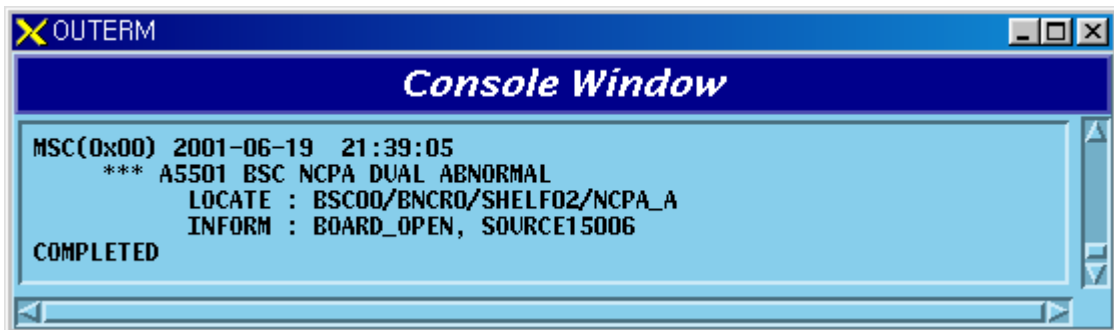 OUTERM
Console Window
MSC(0x00) 2001-06-19 21:39:05
*** A5501 BSC NCPA DUAL ABNORMAL
LOCATE : BSC00/BNCR0/SHELF02/NCPA_A
INFORM : BOARD_OPEN, SOURCE15006
COMPLETED